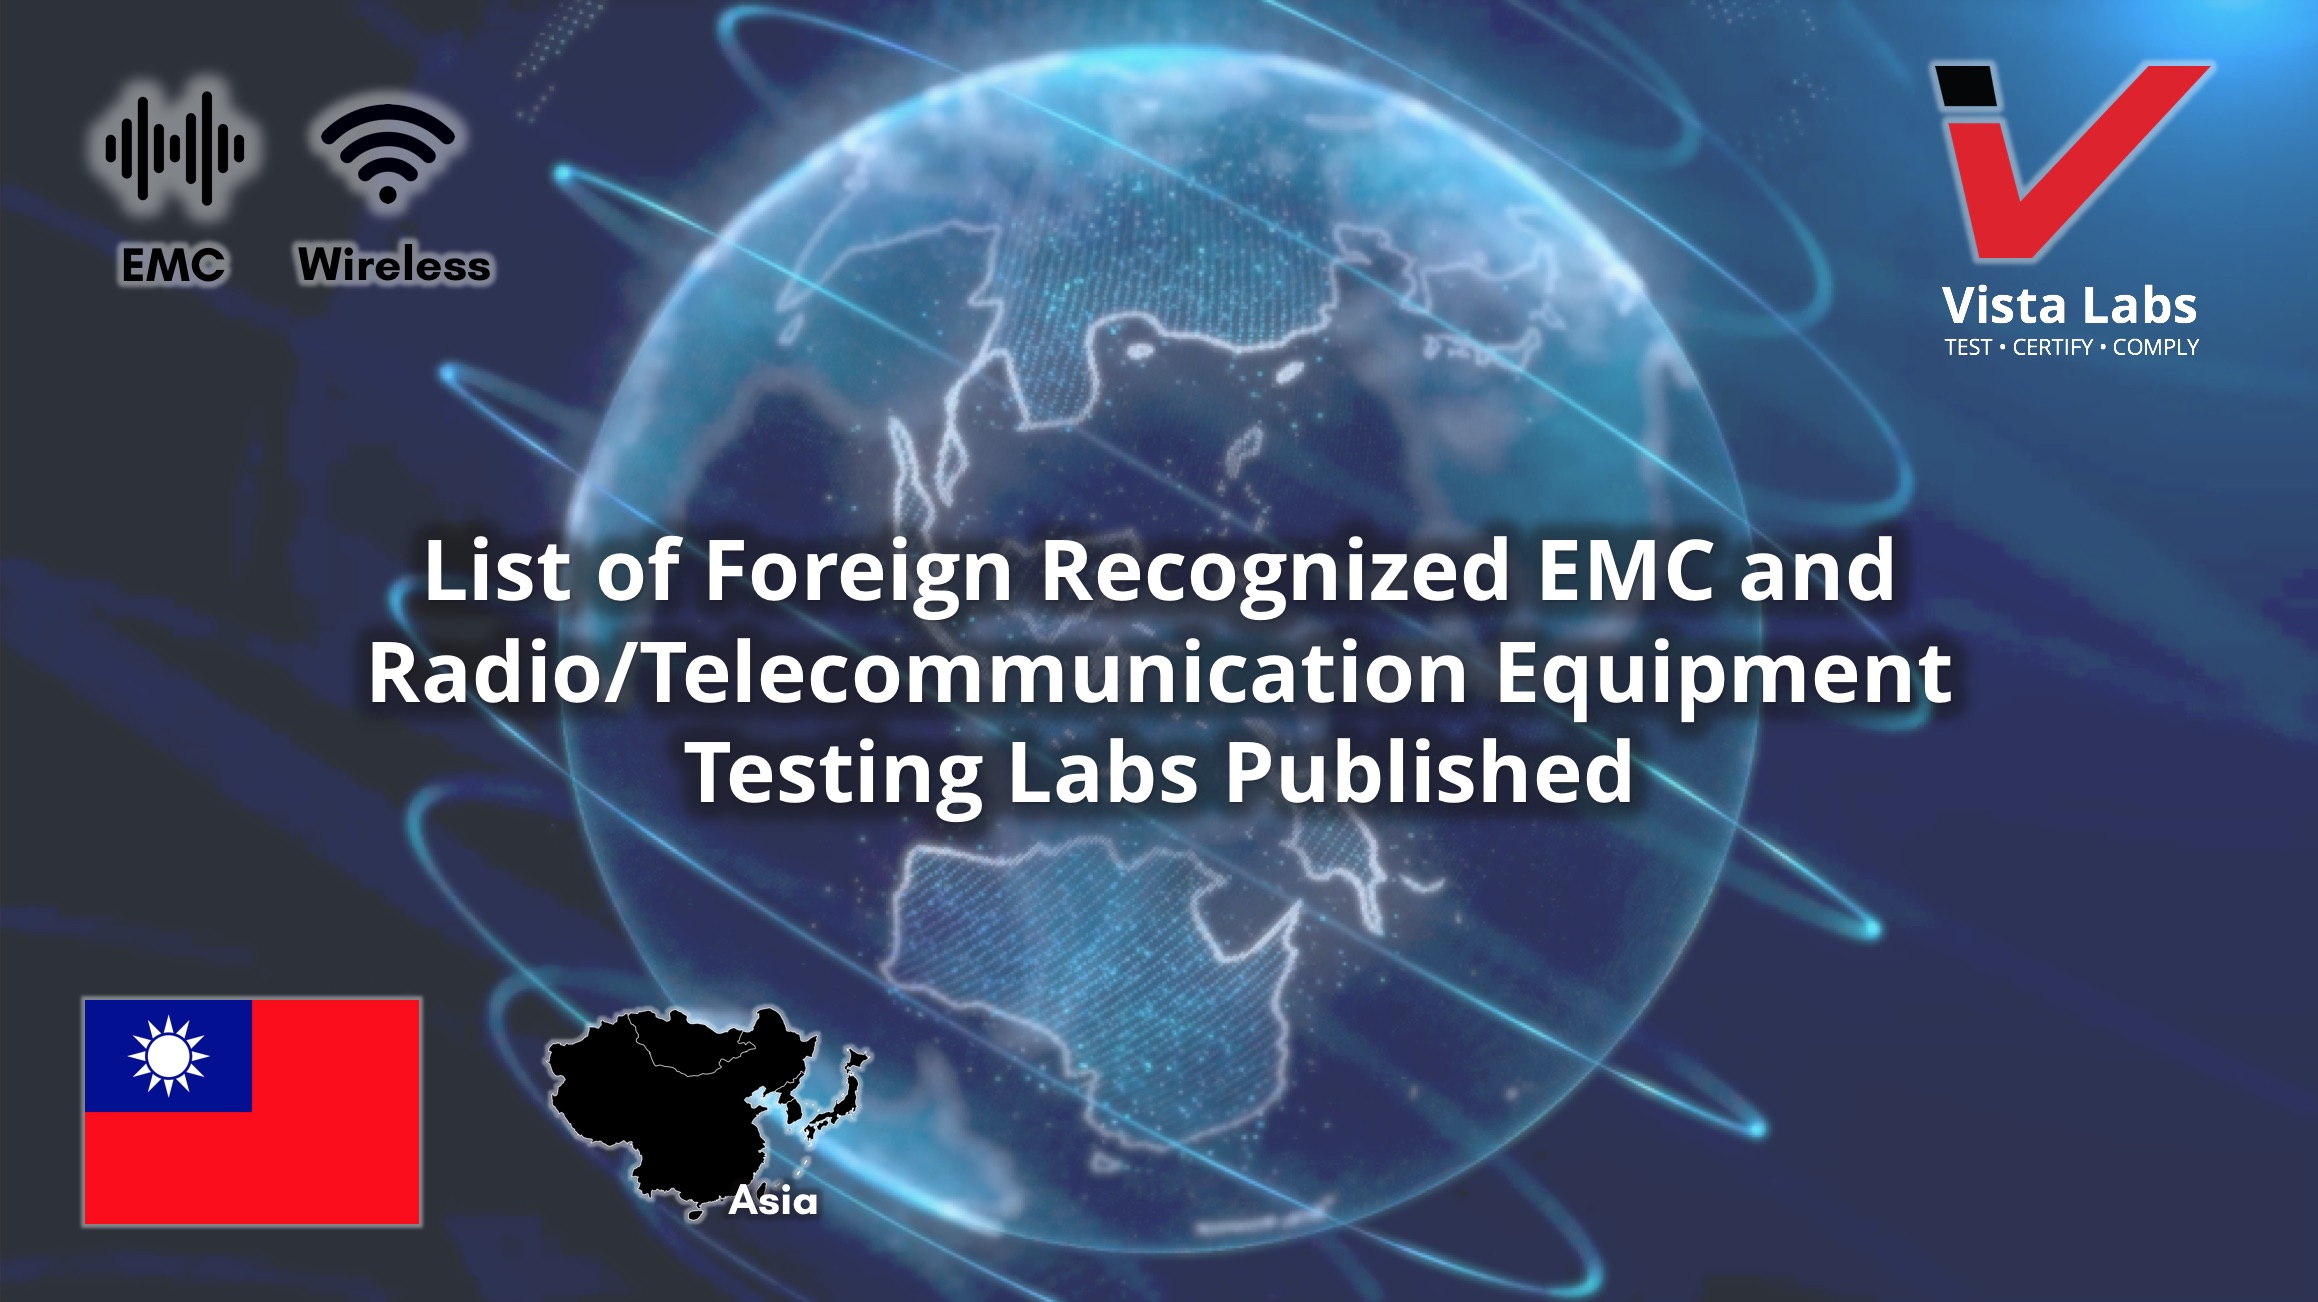 EMC
Wireless
Vista Labs
TEST • CERTIFY • COMPLY
List of Foreign Recognized EMC and
Radio/Telecommunication Equipment
Testing Labs Published
Asia